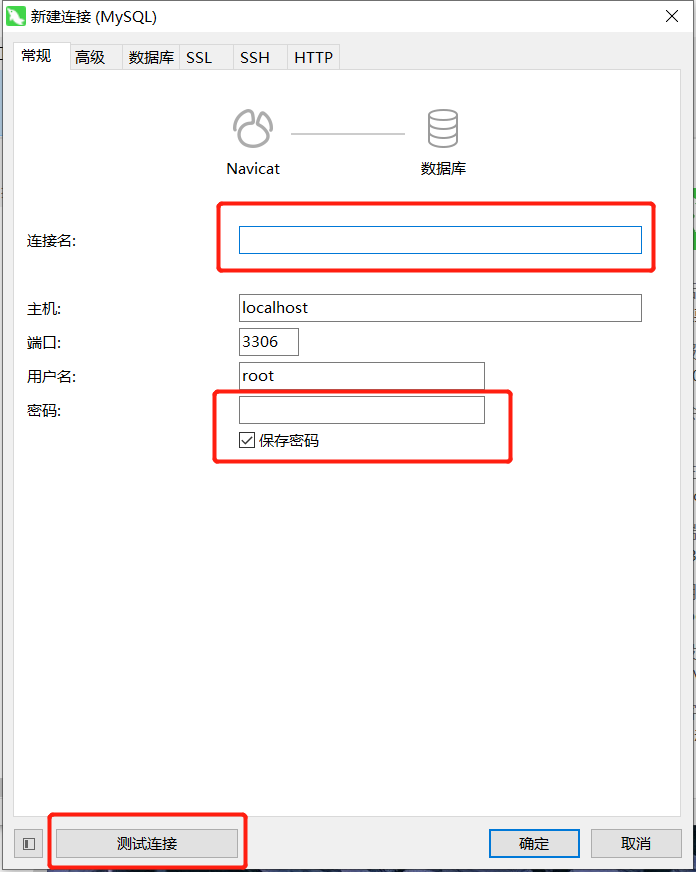 新建连接 (MySQL)
常规 高级 数据库 SSL SSH HTTP
Navicat 数据库
连接名:
主机: localhost
端口: 3306
用户名: root
密码:
保存密码
测试连接 确定 取消